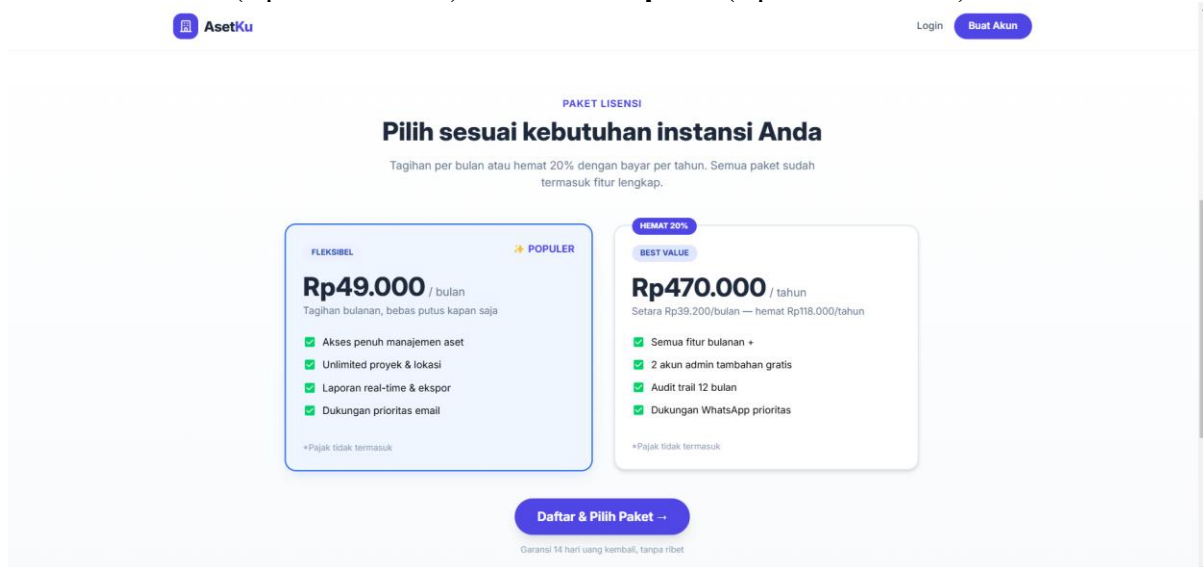 AsetKu
Login
Buat Akun
PAKET LISENSI
Pilih sesuai kebutuhan instansi Anda
Tagihan per bulan atau hemat 20% dengan bayar per tahun. Semua paket sudah
termasuk fitur lengkap.
FLEKSIBEL
✨ POPULER
Rp49.000 / bulan
Tagihan bulanan, bebas putus kapan saja
✅ Akses penuh manajemen aset
✅ Unlimited proyek & lokasi
✅ Laporan real-time & ekspor
✅ Dukungan prioritas email
*Pajak tidak termasuk
HEMAT 20%
BEST VALUE
Rp470.000 / tahun
Setara Rp39.200/bulan — hemat Rp118.000/tahun
✅ Semua fitur bulanan +
✅ 2 akun admin tambahan gratis
✅ Audit trail 12 bulan
✅ Dukungan WhatsApp prioritas
*Pajak tidak termasuk
Daftar & Pilih Paket →
Garansi 14 hari uang kembali, tanpa ribet